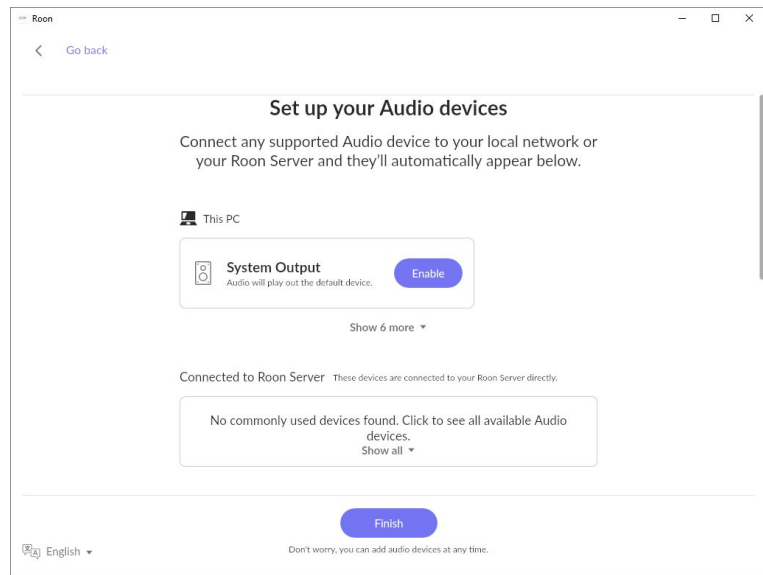 Roon
Go back
Set up your Audio devices
Connect any supported Audio device to your local network or
your Roon Server and they'll automatically appear below.
This PC
System Output
Audio will play out the default device.
Enable
Show 6 more
Connected to Roon Server These devices are connected to your Roon Server directly.
No commonly used devices found. Click to see all available Audio
devices.
Show all
Finish
Don't worry, you can add audio devices at any time.
English